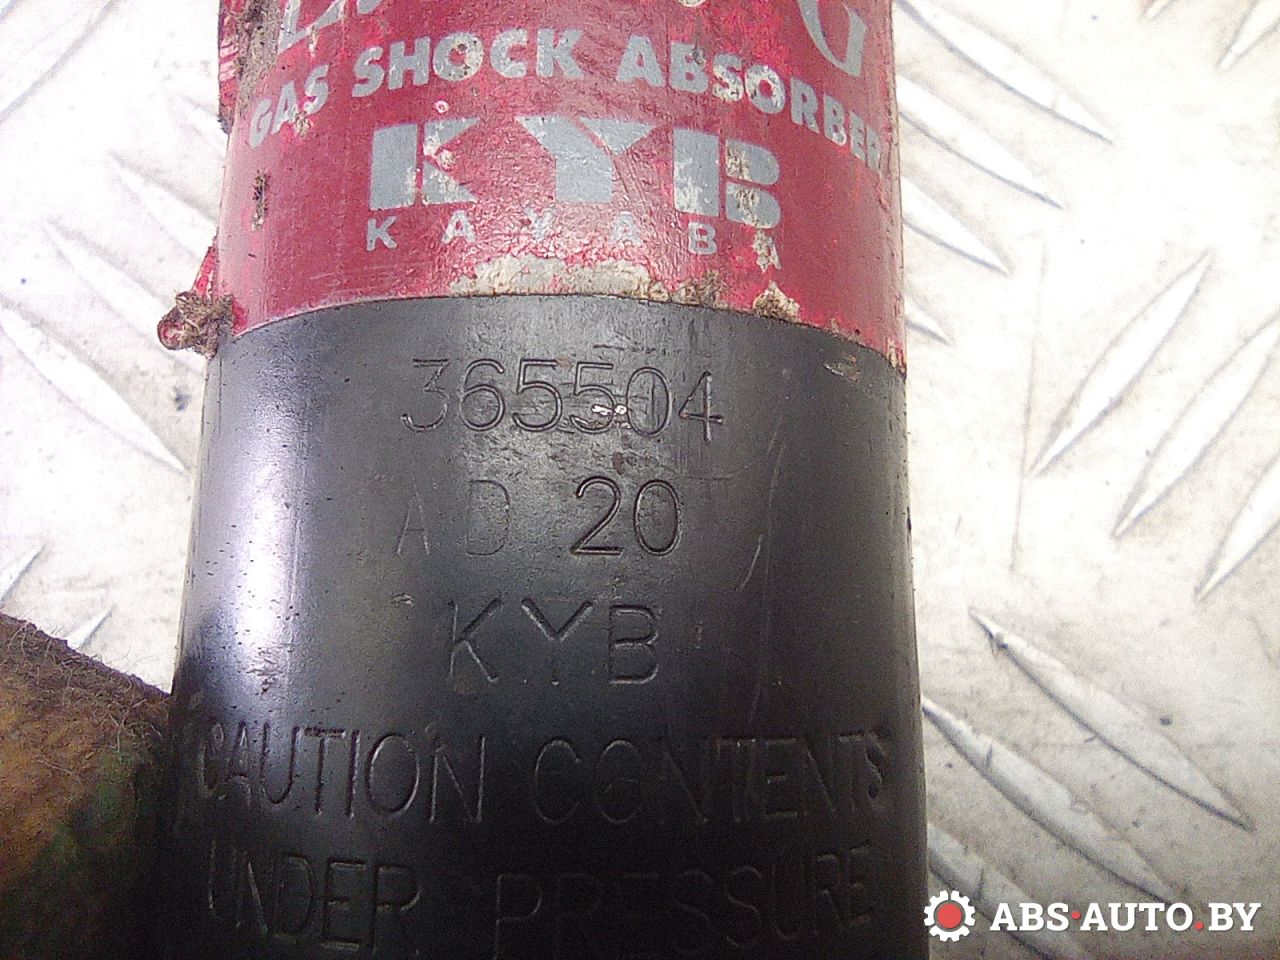 GAS SHOCK ABSORBER
KYB
KAYABA
365504
AD 20
KYB
CAUTION CONTENTS
UNDER PRESSURE
ABS-AUTO.BY